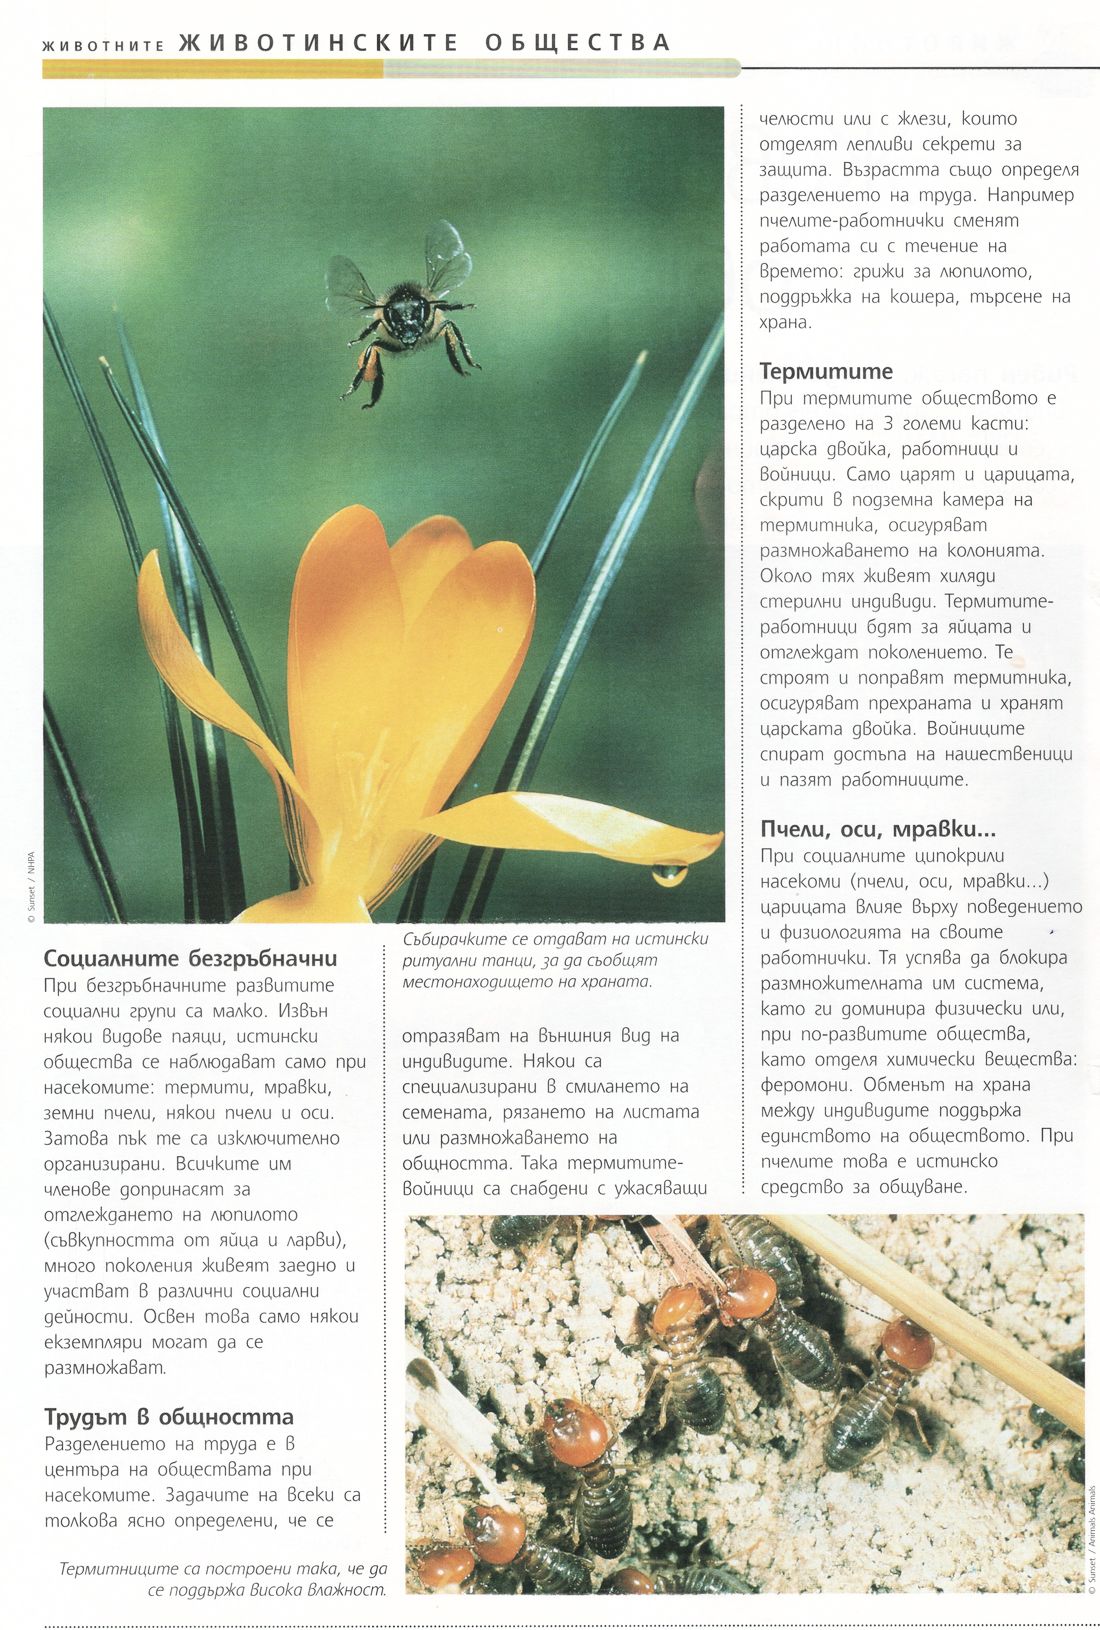 ЖИВОТНИТЕ ЖИВОТИНСКИТЕ ОБЩЕСТВА
© Sunset / NHPA
Събирачките се отдават на истински
ритуални танци, за да съобщят
местонаходището на храната.
Социалните безгръбначни
При безгръбначните развитите
социални групи са малко. Извън
някои видове паяци, истински
общества се наблюдават само при
насекомите: термити, мравки,
земни пчели, някои пчели и оси.
Затова пък те са изключително
организирани. Всичките им
членове допринасят за
отглеждането на люпилото
(съвкупността от яйца и ларви),
много поколения живеят заедно и
участват в различни социални
дейности. Освен това само някои
екземпляри могат да се
размножават.
Трудът в общността
Разделението на труда е в
центъра на обществата при
насекомите. Задачите на всеки са
толкова ясно определени, че се
отразяват на външния вид на
индивидите. Някои са
специализирани в смилането на
семената, рязането на листата
или размножаването на
общността. Така термитите-
войници са снабдени с ужасяващи
челюсти или с жлези, които
отделят лепливи секрети за
защита. Възрастта също определя
разделението на труда. Например
пчелите-работнички сменят
работата си с течение на
времето: грижи за люпилото,
поддръжка на кошера, търсене на
храна.
Термитите
При термитите обществото е
разделено на 3 големи касти:
царска двойка, работници и
войници. Само царят и царицата,
скрити в подземна камера на
термитника, осигуряват
размножаването на колонията.
Около тях живеят хиляди
стерилни индивиди. Термитите-
работници бдят за яйцата и
отглеждат поколението. Те
строят и поправят термитника,
осигуряват прехраната и хранят
царската двойка. Войниците
спират достъпа на нашественици
и пазят работниците.
Пчели, оси, мравки...
При социалните ципокрили
насекоми (пчели, оси, мравки...)
царицата влияе върху поведението
и физиологията на своите
работнички. Тя успява да блокира
размножителната им система,
като ги доминира физически или,
при по-развитите общества,
като отделя химически вещества:
феромони. Обменът на храна
между индивидите поддържа
единството на обществото. При
пчелите това е истинско
средство за общуване.
Термитниците са построени така, че да
се поддържа висока влажност.
© Sunset / Animals Animals